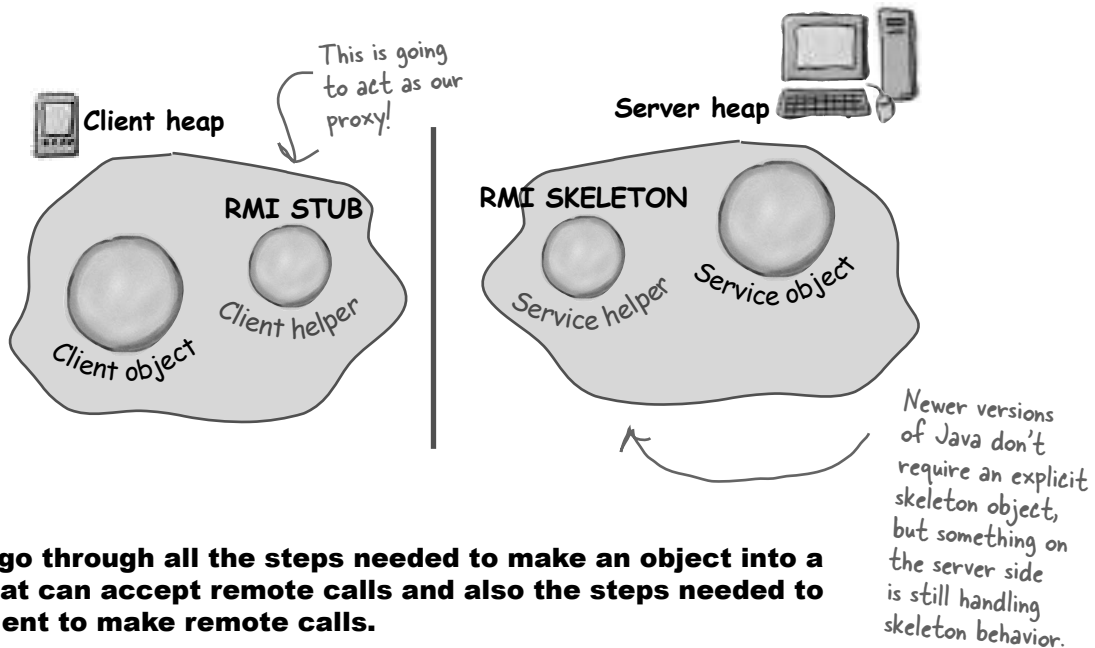 This is going
to act as our
proxy!
Client heap
Server heap
RMI STUB
RMI SKELETON
Client helper
Client object
Service helper
Service object
Newer versions
of Java don't
require an explicit
skeleton object,
but something on
the server side
is still handling
skeleton behavior.
go through all the steps needed to make an object into a
at can accept remote calls and also the steps needed to
ent to make remote calls.